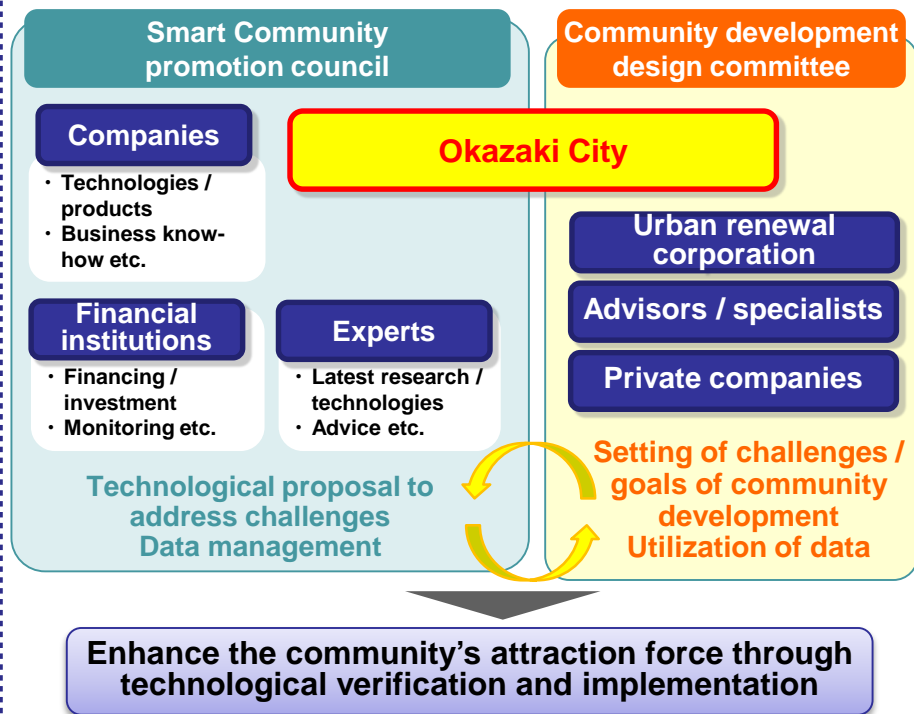 Smart Community
promotion council
Community development
design committee
Okazaki City
Companies
・ Technologies /
products
・ Business know-
how etc.
Financial
institutions
・ Financing /
investment
・ Monitoring etc.
Experts
・ Latest research /
technologies
・ Advice etc.
Technological proposal to
address challenges
Data management
Urban renewal
corporation
Advisors / specialists
Private companies
Setting of challenges /
goals of community
development
Utilization of data
Enhance the community’s attraction force through
technological verification and implementation